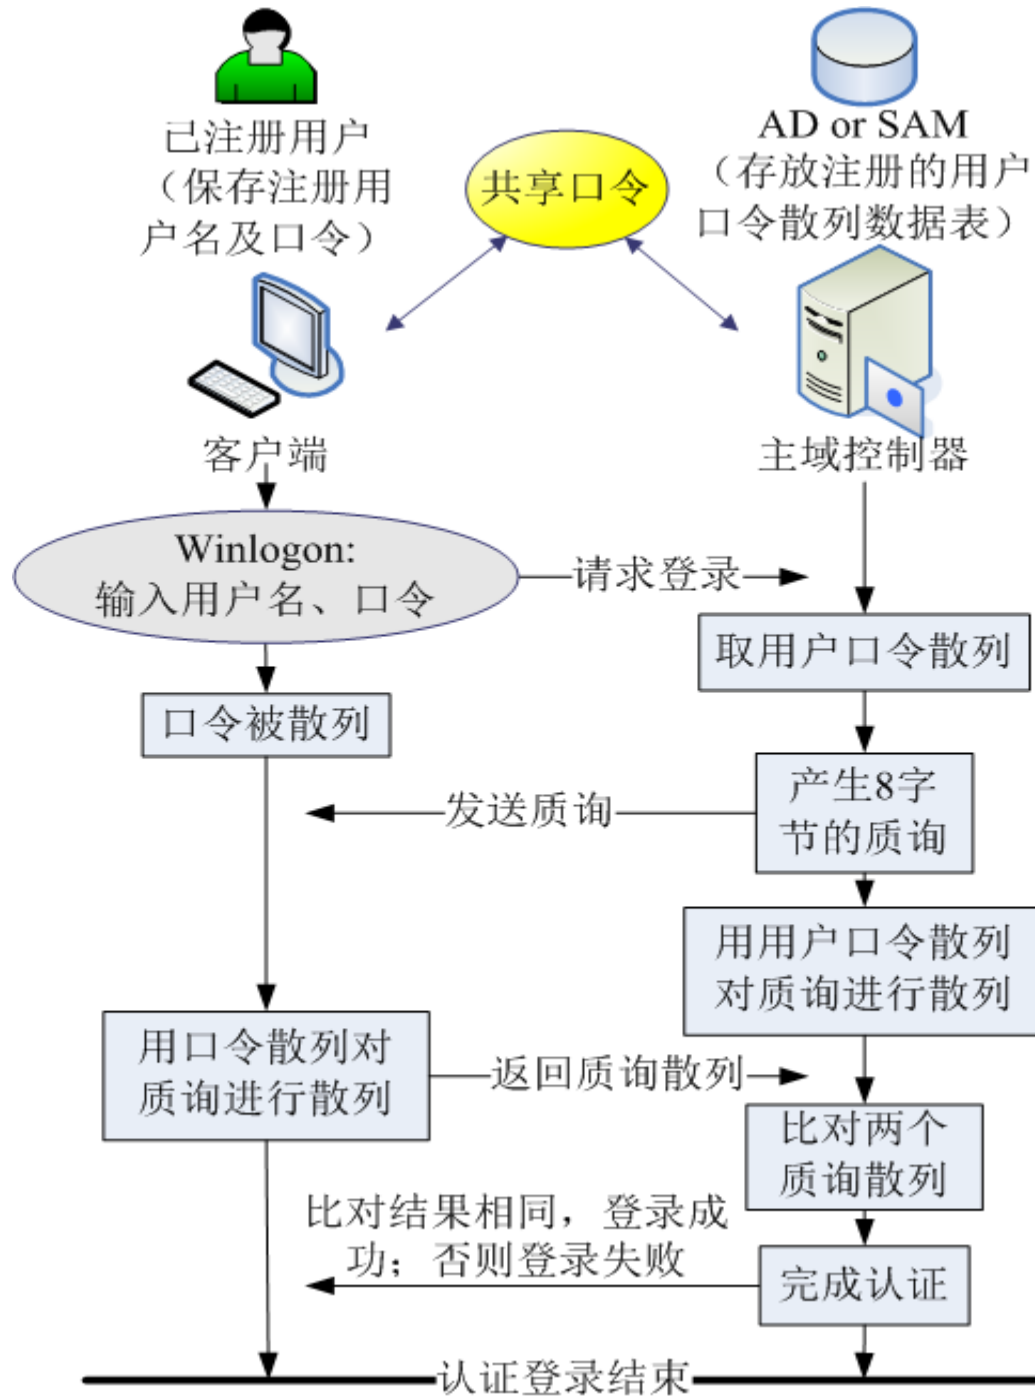 已注册用户
（保存注册用
户名及口令）
共享口令
AD or SAM
（存放注册的用户
口令散列数据表）
客户端
主域控制器
Winlogon:
输入用户名、口令
请求登录
取用户口令散列
口令被散列
产生8字
节的质询
发送质询
用用户口令散列
对质询进行散列
用口令散列对
质询进行散列
返回质询散列
比对两个
质询散列
比对结果相同，登录成
功；否则登录失败
完成认证
认证登录结束